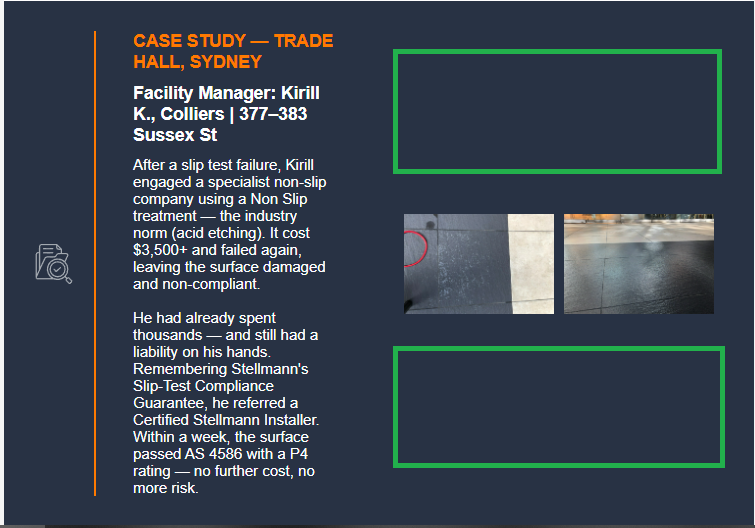 CASE STUDY — TRADE
HALL, SYDNEY
Facility Manager: Kirill
K., Colliers | 377–383
Sussex St
After a slip test failure, Kirill
engaged a specialist non-slip
company using a Non Slip
treatment — the industry
norm (acid etching). It cost
$3,500+ and failed again,
leaving the surface damaged
and non-compliant.
He had already spent
thousands — and still had a
liability on his hands.
Remembering Stellmann's
Slip-Test Compliance
Guarantee, he referred a
Certified Stellmann Installer.
Within a week, the surface
passed AS 4586 with a P4
rating — no further cost, no
more risk.